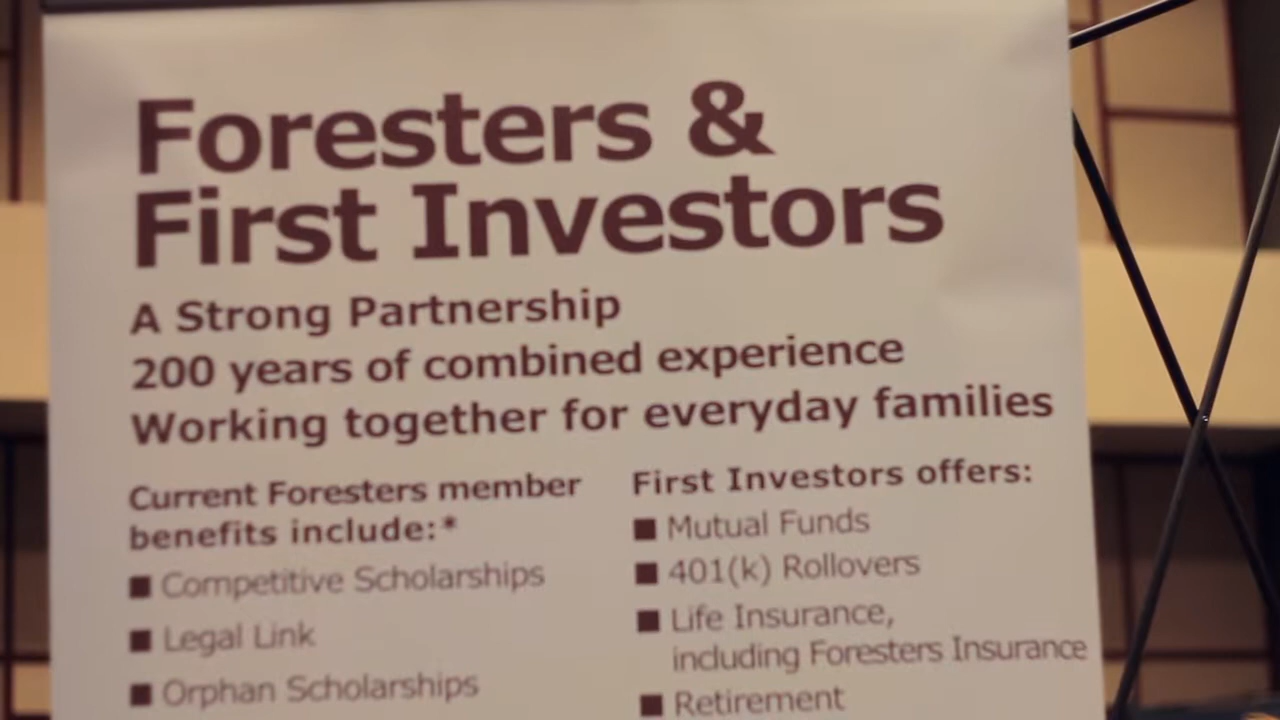 Foresters &
First Investors
A Strong Partnership
200 years of combined experience
Working together for everyday families
Current Foresters member
benefits include:*
■ Competitive Scholarships
■ Legal Link
■ Orphan Scholarships
First Investors offers:
■ Mutual Funds
■ 401(k) Rollovers
■ Life Insurance,
including Foresters Insurance
■ Retirement